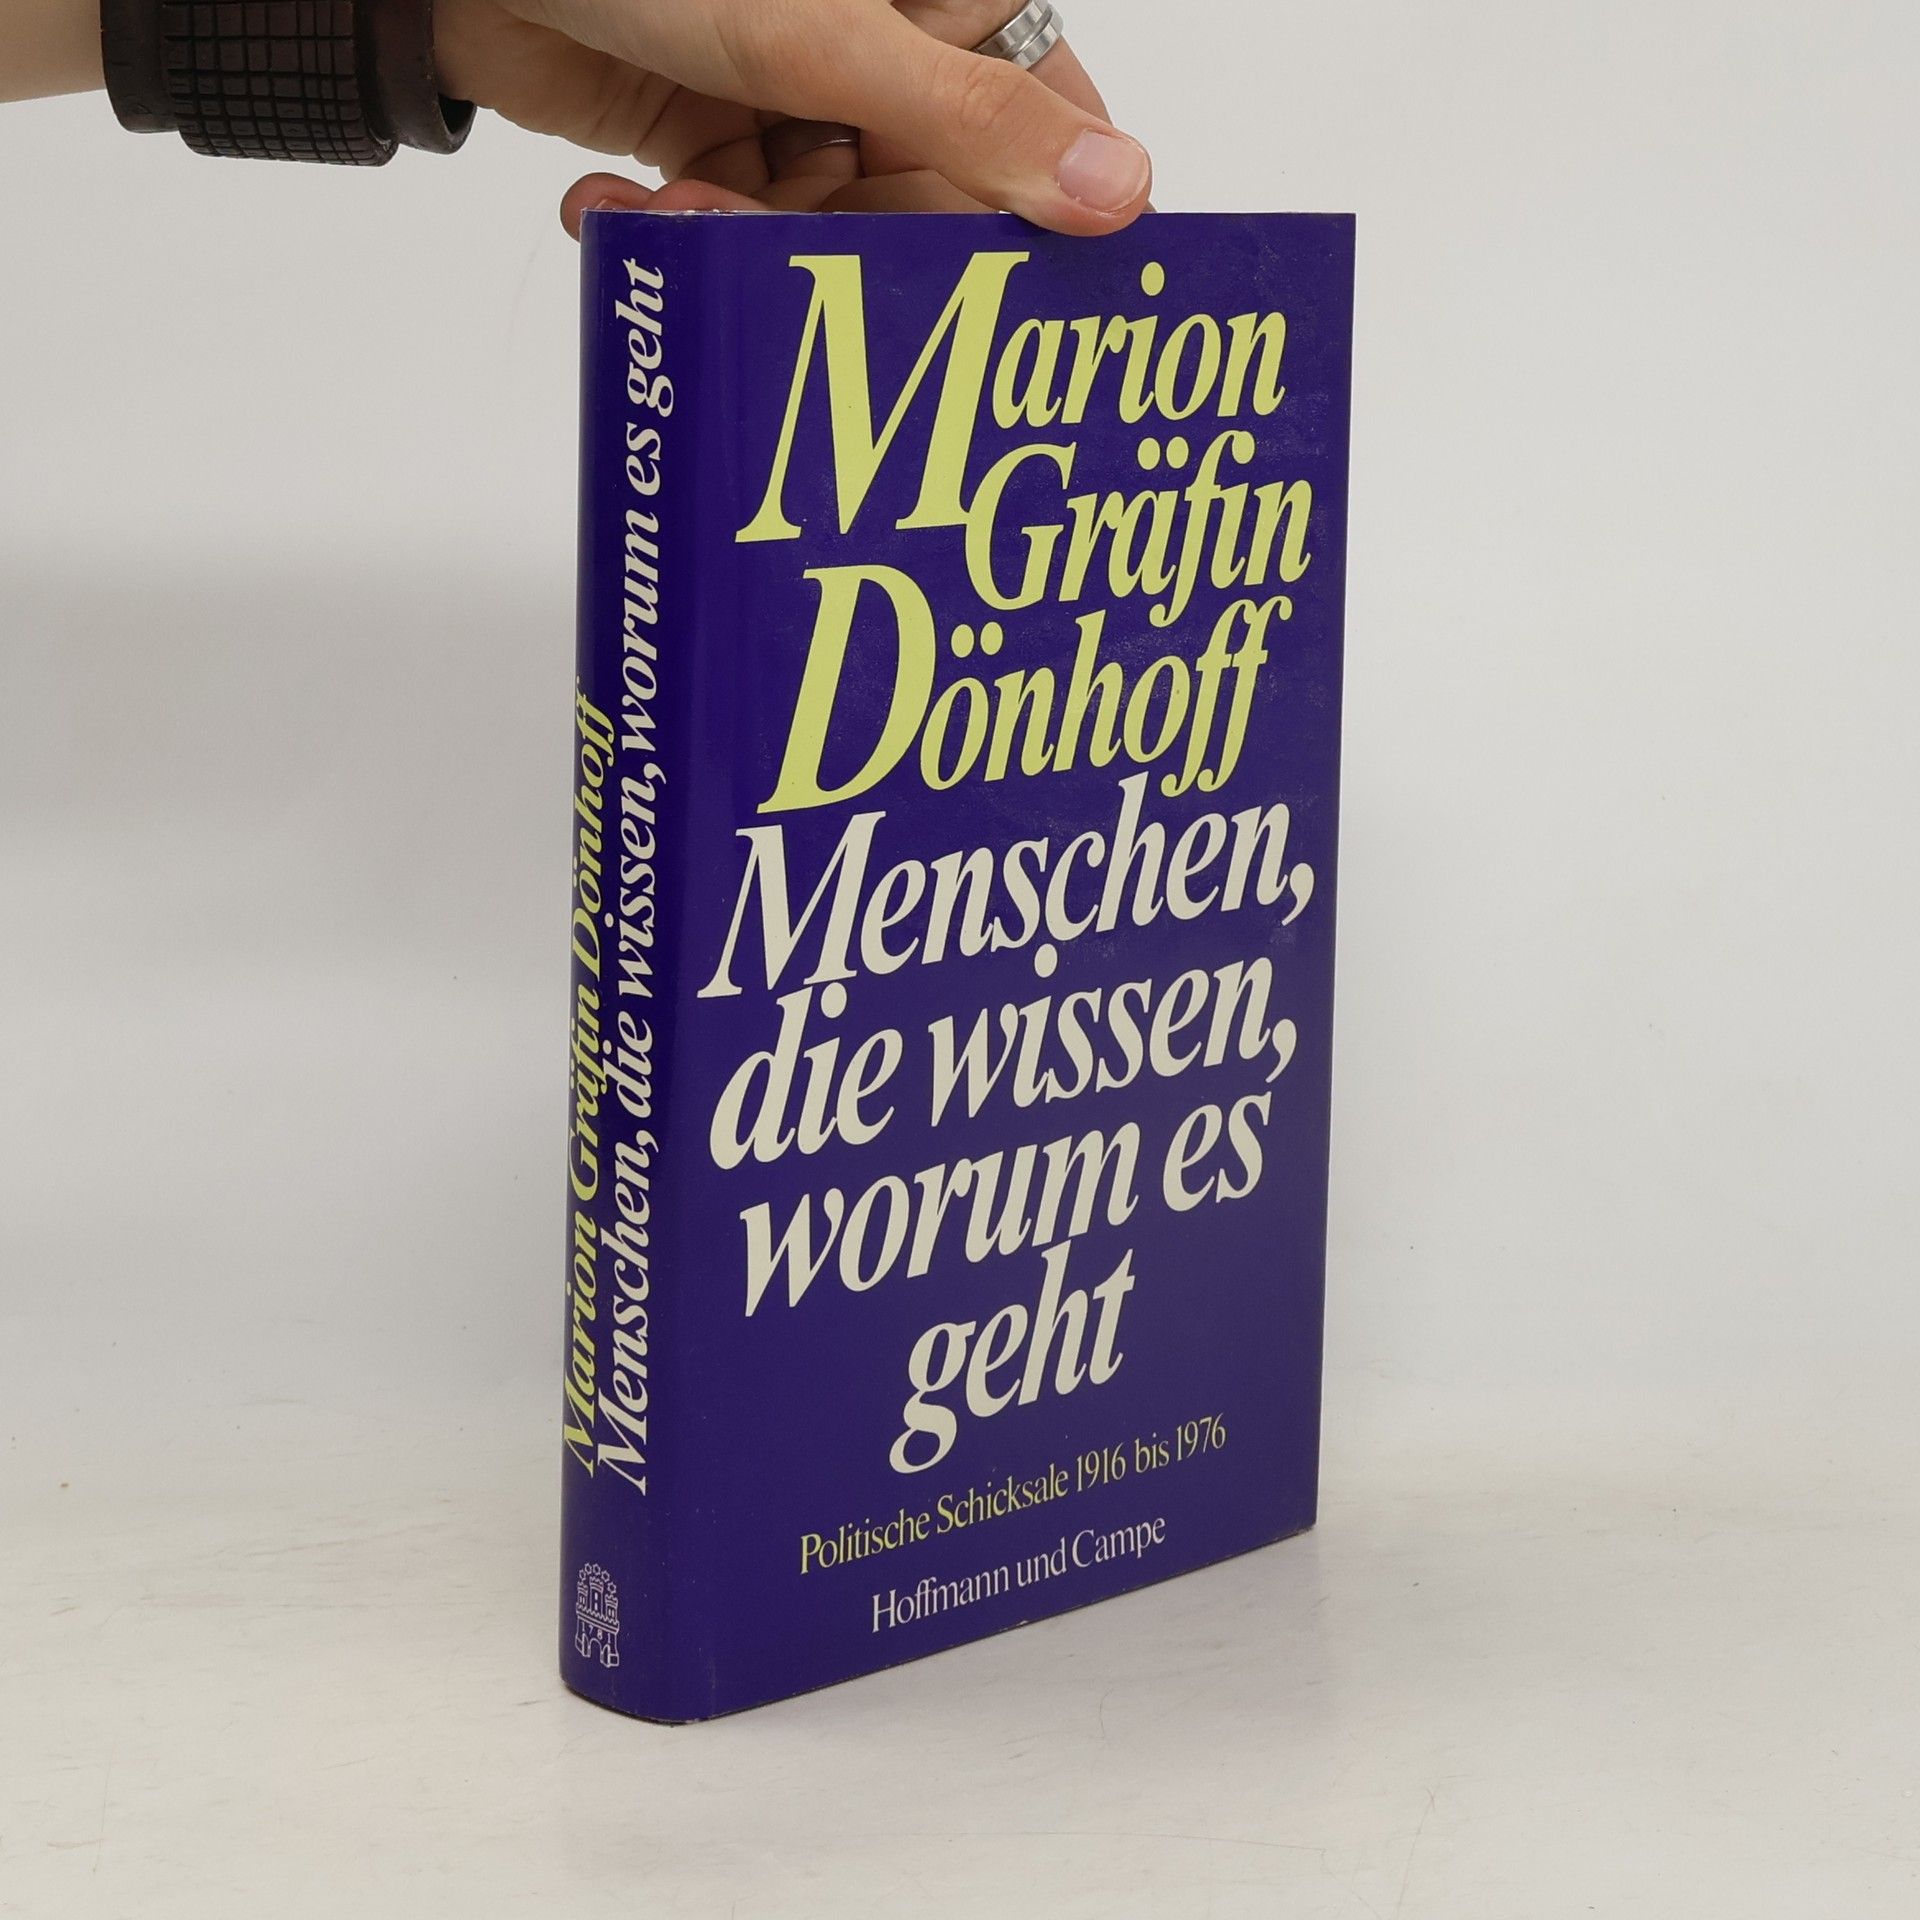 Marion
Gräfin
Dönhoff
Menschen,
die wissen,
worum es
geht
Politische Schicksale 1916 bis 1976
Hoffmann und Campe
Marion Gräfin Dönhoff
Menschen, die wissen, worum es geht
1781